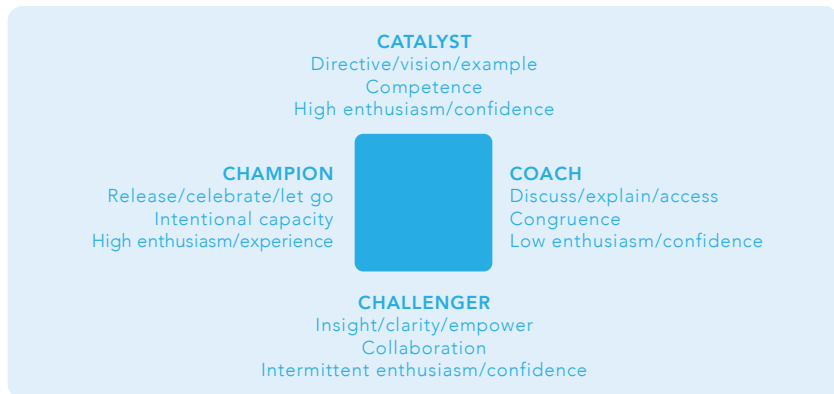 CATALYST
Directive/vision/example
Competence
High enthusiasm/confidence
CHAMPION
Release/celebrate/let go
Intentional capacity
High enthusiasm/experience
COACH
Discuss/explain/access
Congruence
Low enthusiasm/confidence
CHALLENGER
Insight/clarity/empower
Collaboration
Intermittent enthusiasm/confidence